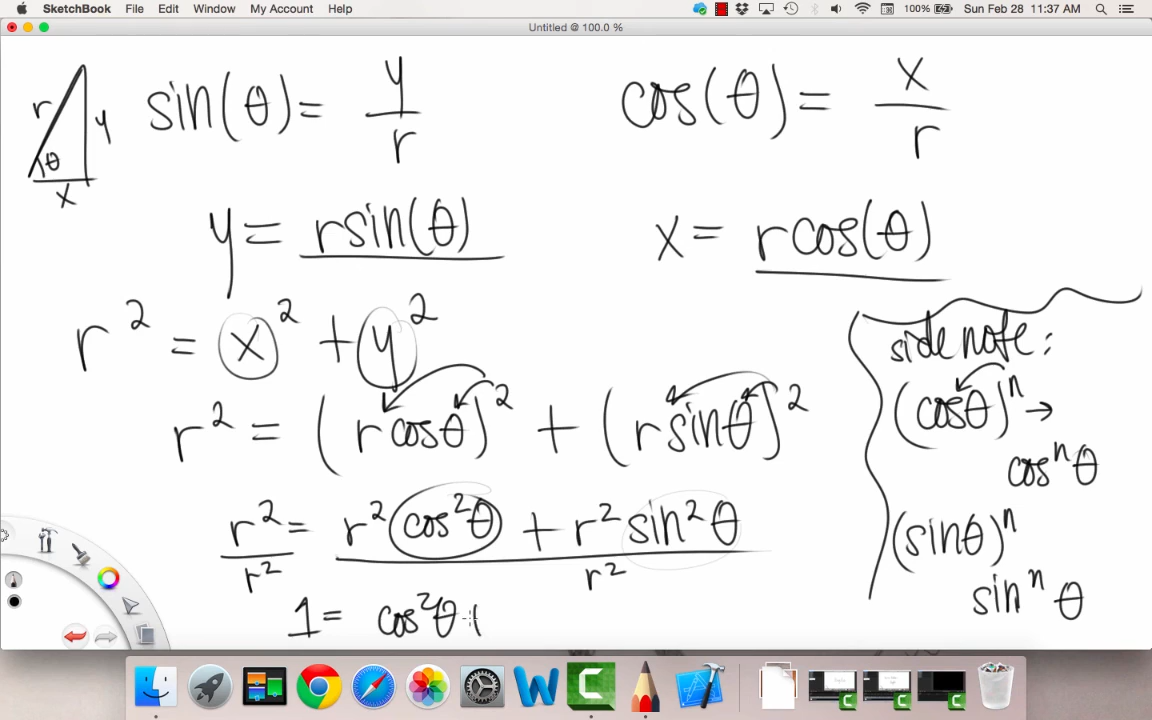 SketchBook File Edit Window My Account Help 100% Sun Feb 28 11:37 AM
Untitled @ 100.0 %
r θ y x
sin(θ) = y/r
cos(θ) = x/r
y = rsin(θ)
x = rcos(θ)
r² = x² + y²
r² = (rcosθ)² + (rsinθ)²
r²/r² = (r²cos²θ + r²sin²θ)/r²
1 = cos²θ +
side note:
(cosθ)ⁿ →
cosⁿθ
(sinθ)ⁿ
sinⁿθ